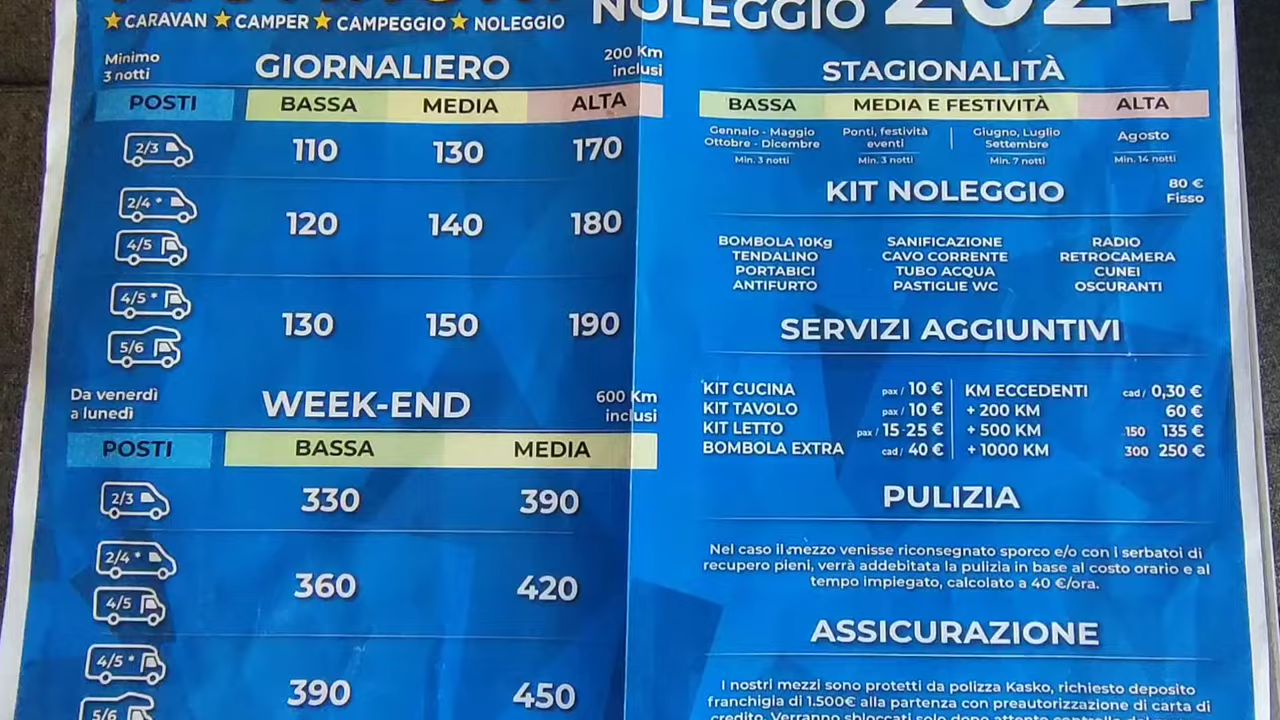 ★ CARAVAN ★ CAMPER ★ CAMPEGGIO ★ NOLEGGIO
NOLEGGIO 2024
Minimo
3 notti
GIORNALIERO
200 Km
inclusi
POSTI BASSA MEDIA ALTA
2/3 110 130 170
2/4 *
4/5
120 140 180
4/5 *
5/6
130 150 190
Da venerdì
a lunedì
WEEK-END
600 Km
inclusi
POSTI BASSA MEDIA
2/3 330 390
2/4 *
4/5
360 420
4/5 *
5/6
390 450
STAGIONALITÀ
BASSA MEDIA E FESTIVITÀ ALTA
Gennaio - Maggio
Ottobre - Dicembre
Min. 3 notti
Ponti, festività
eventi
Min. 3 notti
Giugno, Luglio
Settembre
Min. 7 notti
Agosto
Min. 14 notti
KIT NOLEGGIO
80 €
Fisso
BOMBOLA 10Kg
TENDALINO
PORTABICI
ANTIFURTO
SANIFICAZIONE
CAVO CORRENTE
TUBO ACQUA
PASTIGLIE WC
RADIO
RETROCAMERA
CUNEI
OSCURANTI
SERVIZI AGGIUNTIVI
KIT CUCINA pax / 10 €
KIT TAVOLO pax / 10 €
KIT LETTO pax / 15-25 €
BOMBOLA EXTRA cad / 40 €
KM ECCEDENTI cad / 0,30 €
+ 200 KM 60 €
+ 500 KM 150 135 €
+ 1000 KM 300 250 €
PULIZIA
Nel caso il mezzo venisse riconsegnato sporco e/o con i serbatoi di
recupero pieni, verrà addebitata la pulizia in base al costo orario e al
tempo impiegato, calcolato a 40 €/ora.
ASSICURAZIONE
I nostri mezzi sono protetti da polizza Kasko, richiesto deposito
franchigia di 1.500€ alla partenza con preautorizzazione di carta di
credito. Verranno sbloccati solo dopo attento controllo del